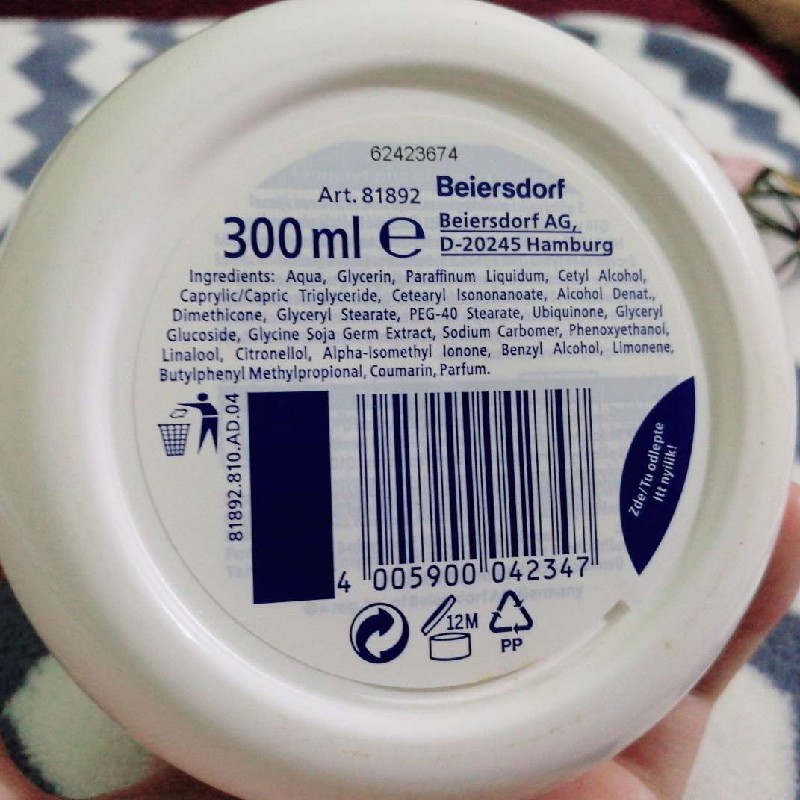 62423674
Art. 81892 Beiersdorf
300 ml e Beiersdorf AG,
D-20245 Hamburg
Ingredients: Aqua, Glycerin, Paraffinum Liquidum, Cetyl Alcohol,
Caprylic/Capric Triglyceride, Cetearyl Isononanoate, Alcohol Denat.,
Dimethicone, Glyceryl Stearate, PEG-40 Stearate, Ubiquinone, Glyceryl
Glucoside, Glycine Soja Germ Extract, Sodium Carbomer, Phenoxyethanol,
Linalool, Citronellol, Alpha-Isomethyl Ionone, Benzyl Alcohol, Limonene,
Butylphenyl Methylpropional, Coumarin, Parfum.
81892.810.AD.04
Zde/Tu odlepte
Itt nyílik!
4 005900 042347
12M
PP